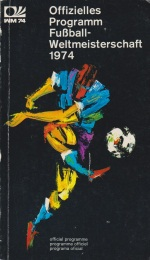 WM 74
Offizielles
Programm
Fußball-
Weltmeisterschaft
1974
official programme
programme officiel
programa oficial